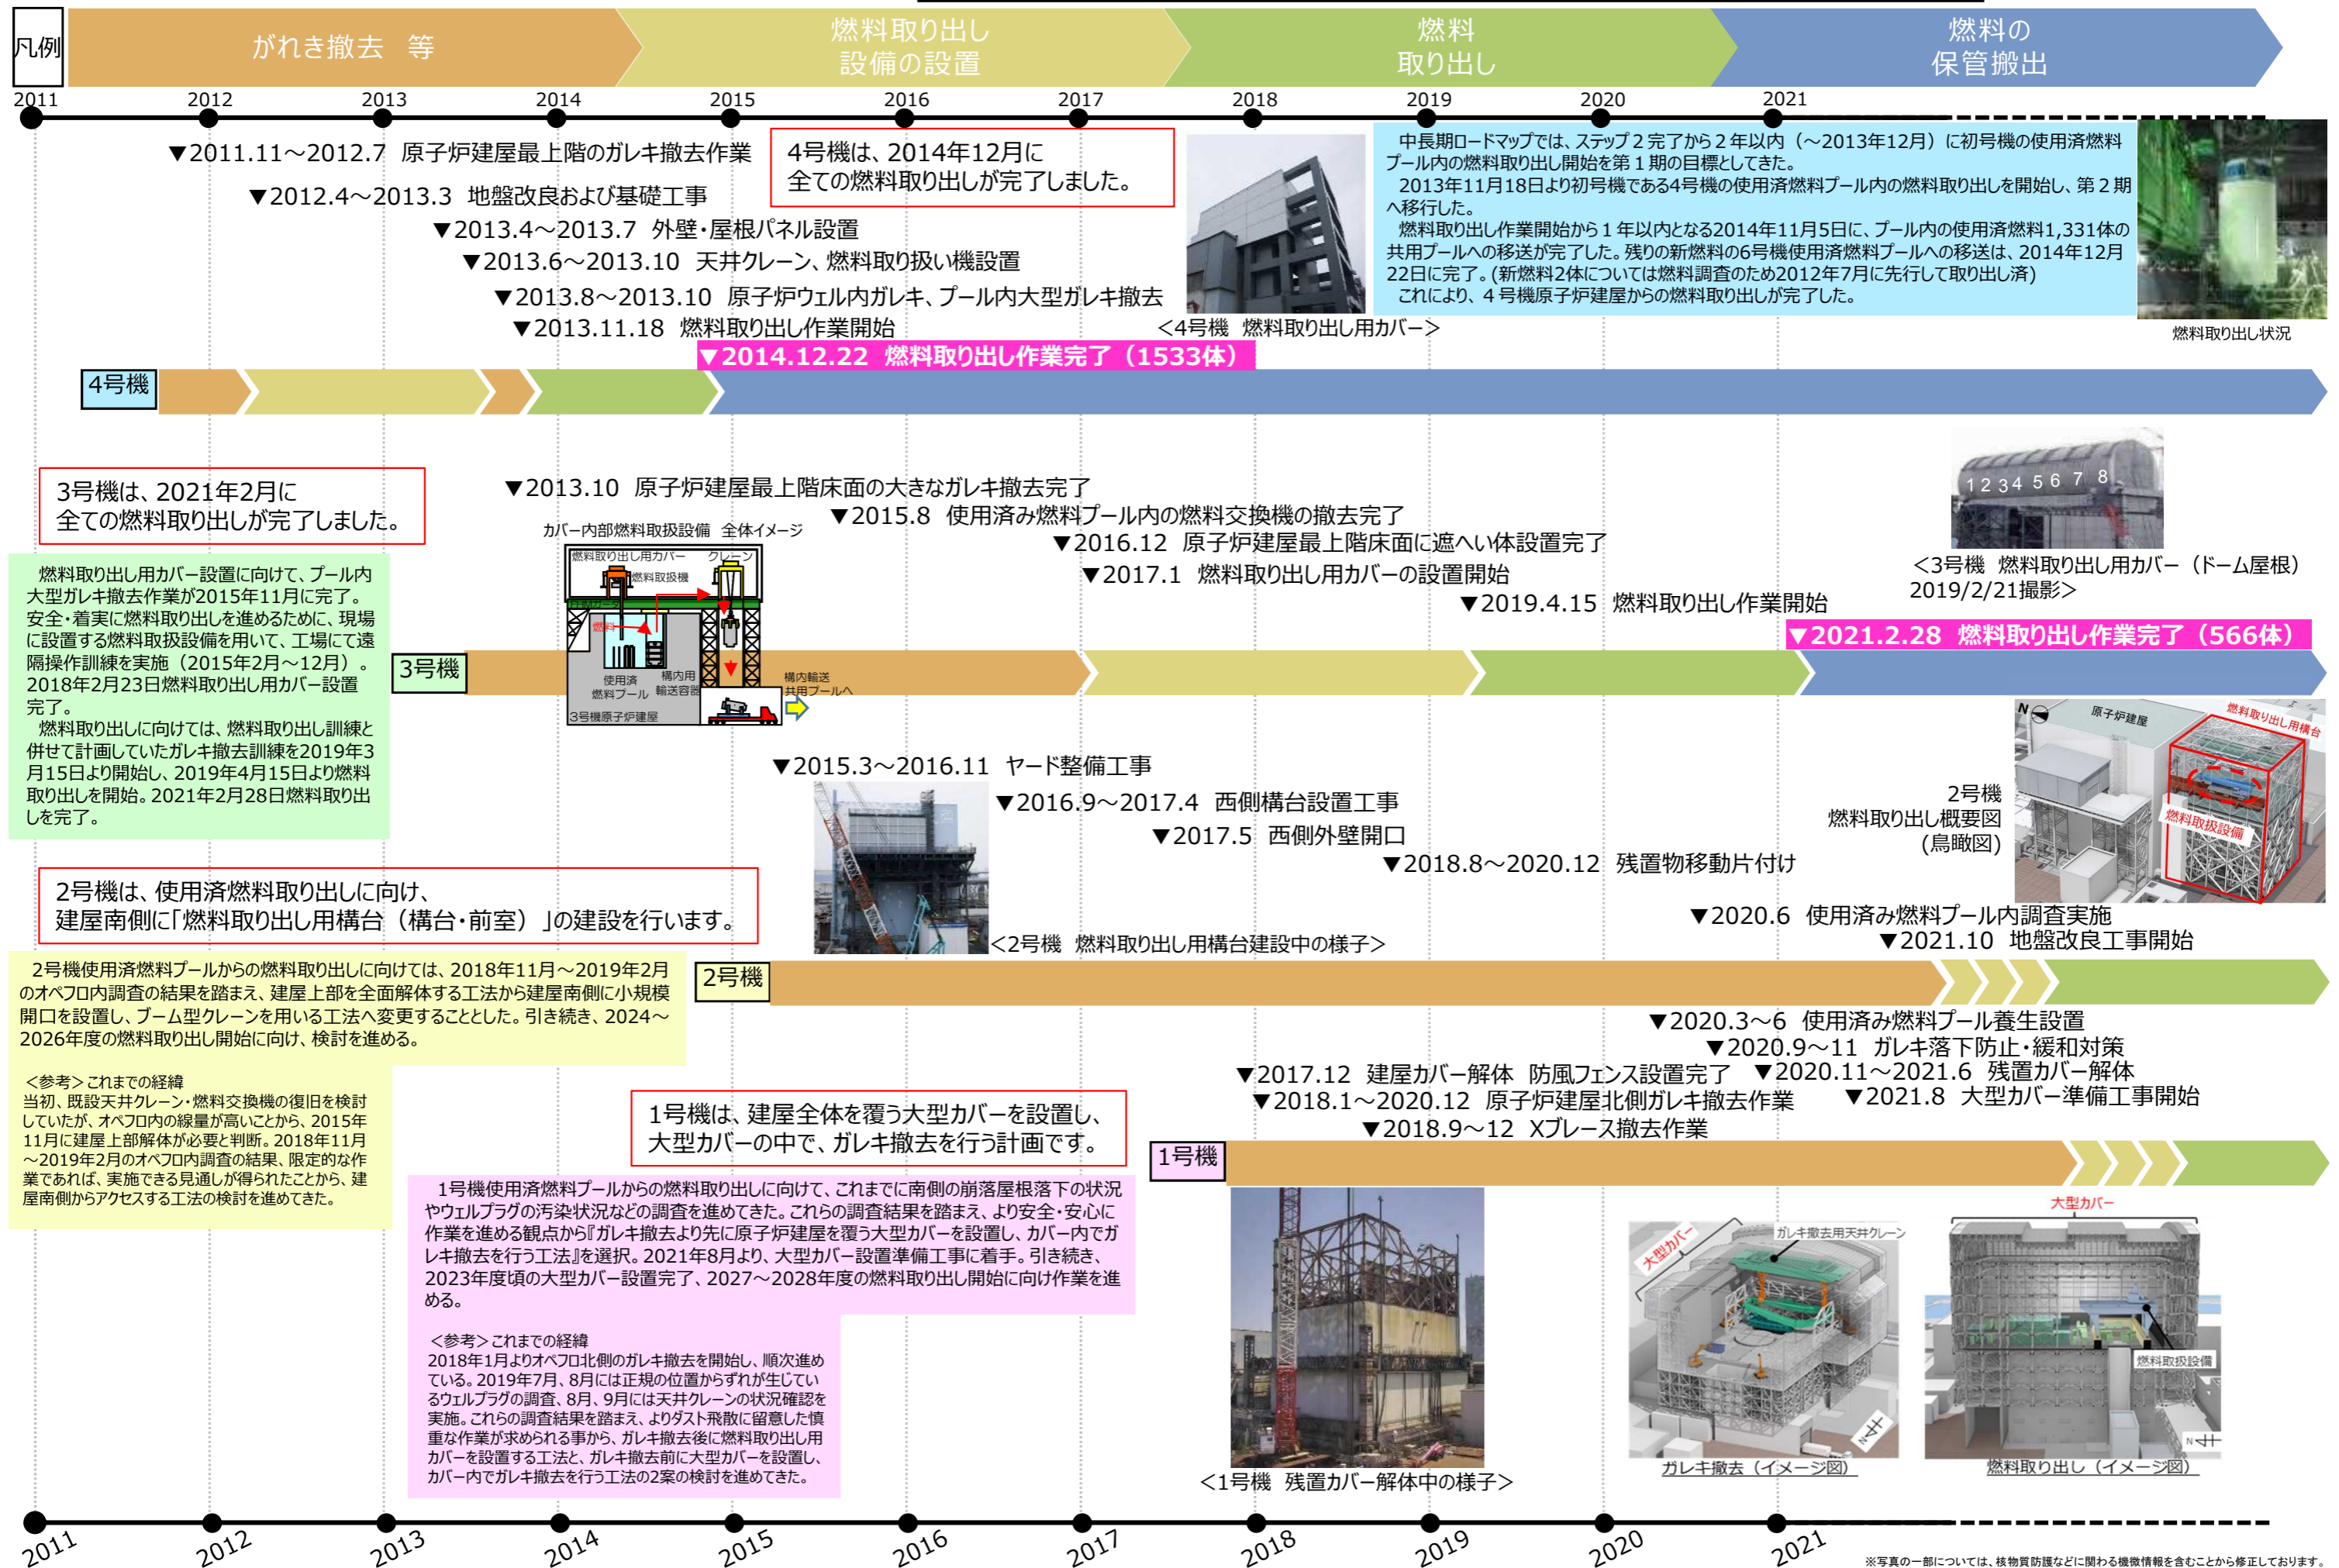 凡例
がれき撤去　等
燃料取り出し
設備の設置
燃料
取り出し
燃料の
保管搬出
2011
2012
2013
2014
2015
2016
2017
2018
2019
2020
2021
▼2011.11～2012.7 原子炉建屋最上階のガレキ撤去作業
▼2012.4～2013.3 地盤改良および基礎工事
▼2013.4～2013.7 外壁・屋根パネル設置
▼2013.6～2013.10 天井クレーン、燃料取り扱い機設置
▼2013.8～2013.10 原子炉ウェル内ガレキ、プール内大型ガレキ撤去
▼2013.11.18 燃料取り出し作業開始
▼2014.12.22 燃料取り出し作業完了（1533体）
4号機は、2014年12月に
全ての燃料取り出しが完了しました。
＜4号機 燃料取り出し用カバー＞
中長期ロードマップでは、ステップ２完了から２年以内（～2013年12月）に初号機の使用済燃料
プール内の燃料取り出し開始を第１期の目標としてきた。
2013年11月18日より初号機である4号機の使用済燃料プール内の燃料取り出しを開始し、第２期
へ移行した。
燃料取り出し作業開始から１年以内となる2014年11月5日に、プール内の使用済燃料1,331体の
共用プールへの移送が完了した。残りの新燃料の6号機使用済燃料プールへの移送は、2014年12月
22日に完了。(新燃料2体については燃料調査のため2012年7月に先行して取り出し済)
これにより、４号機原子炉建屋からの燃料取り出しが完了した。
燃料取り出し状況
4号機
3号機は、2021年2月に
全ての燃料取り出しが完了しました。
▼2013.10 原子炉建屋最上階床面の大きなガレキ撤去完了
▼2015.8 使用済み燃料プール内の燃料交換機の撤去完了
▼2016.12 原子炉建屋最上階床面に遮へい体設置完了
▼2017.1 燃料取り出し用カバーの設置開始
▼2019.4.15 燃料取り出し作業開始
▼2021.2.28 燃料取り出し作業完了（566体）
1 2 3 4 5 6 7 8
＜3号機 燃料取り出し用カバー（ドーム屋根）
2019/2/21撮影＞
燃料取り出し用カバー設置に向けて、プール内
大型ガレキ撤去作業が2015年11月に完了。
安全・着実に燃料取り出しを進めるために、現場
に設置する燃料取扱設備を用いて、工場にて遠
隔操作訓練を実施（2015年2月～12月）。
2018年2月23日燃料取り出し用カバー設置
完了。
燃料取り出しに向けては、燃料取り出し訓練と
併せて計画していたガレキ撤去訓練を2019年3
月15日より開始し、2019年4月15日より燃料
取り出しを開始。2021年2月28日燃料取り出
しを完了。
3号機
カバー内部燃料取扱設備 全体イメージ
燃料取り出し用カバー
クレーン
燃料取扱機
FHMガーダ
燃料
使用済
燃料プール
構内用
輸送容器
3号機原子炉建屋
構内輸送
共用プールへ
▼2015.3～2016.11 ヤード整備工事
▼2016.9～2017.4 西側構台設置工事
▼2017.5 西側外壁開口
▼2018.8～2020.12 残置物移動片付け
▼2020.6 使用済み燃料プール内調査実施
▼2021.10 地盤改良工事開始
＜2号機 燃料取り出し用構台建設中の様子＞
2号機
燃料取り出し概要図
(鳥瞰図)
N
原子炉建屋
燃料取り出し用構台
燃料取扱設備
2号機は、使用済燃料取り出しに向け、
建屋南側に「燃料取り出し用構台（構台・前室）」の建設を行います。
2号機
2号機使用済燃料プールからの燃料取り出しに向けては、2018年11月～2019年2月
のオペフロ内調査の結果を踏まえ、建屋上部を全面解体する工法から建屋南側に小規模
開口を設置し、ブーム型クレーンを用いる工法へ変更することとした。引き続き、2024～
2026年度の燃料取り出し開始に向け、検討を進める。
＜参考＞これまでの経緯
当初、既設天井クレーン・燃料交換機の復旧を検討
していたが、オペフロ内の線量が高いことから、2015年
11月に建屋上部解体が必要と判断。2018年11月
～2019年2月のオペフロ内調査の結果、限定的な作
業であれば、実施できる見通しが得られたことから、建
屋南側からアクセスする工法の検討を進めてきた。
▼2020.3～6 使用済み燃料プール養生設置
▼2020.9～11 ガレキ落下防止・緩和対策
▼2017.12 建屋カバー解体 防風フェンス設置完了
▼2020.11～2021.6 残置カバー解体
▼2018.1～2020.12 原子炉建屋北側ガレキ撤去作業
▼2021.8 大型カバー準備工事開始
▼2018.9～12 Xブレース撤去作業
1号機は、建屋全体を覆う大型カバーを設置し、
大型カバーの中で、ガレキ撤去を行う計画です。
1号機
1号機使用済燃料プールからの燃料取り出しに向けて、これまでに南側の崩落屋根落下の状況
やウェルプラグの汚染状況などの調査を進めてきた。これらの調査結果を踏まえ、より安全・安心に
作業を進める観点から『ガレキ撤去より先に原子炉建屋を覆う大型カバーを設置し、カバー内でガ
レキ撤去を行う工法』を選択。2021年8月より、大型カバー設置準備工事に着手。引き続き、
2023年度頃の大型カバー設置完了、2027～2028年度の燃料取り出し開始に向け作業を進
める。
＜参考＞これまでの経緯
2018年1月よりオペフロ北側のガレキ撤去を開始し、順次進め
ている。2019年7月、8月には正規の位置からずれが生じてい
るウェルプラグの調査、8月、9月には天井クレーンの状況確認を
実施。これらの調査結果を踏まえ、よりダスト飛散に留意した慎
重な作業が求められる事から、ガレキ撤去後に燃料取り出し用
カバーを設置する工法と、ガレキ撤去前に大型カバーを設置し、
カバー内でガレキ撤去を行う工法の2案の検討を進めてきた。
＜1号機 残置カバー解体中の様子＞
大型カバー
ガレキ撤去用天井クレーン
N
ガレキ撤去（イメージ図）
大型カバー
燃料取扱設備
N
燃料取り出し（イメージ図）
2011
2012
2013
2014
2015
2016
2017
2018
2019
2020
2021
※写真の一部については、核物質防護などに関わる機微情報を含むことから修正しております。